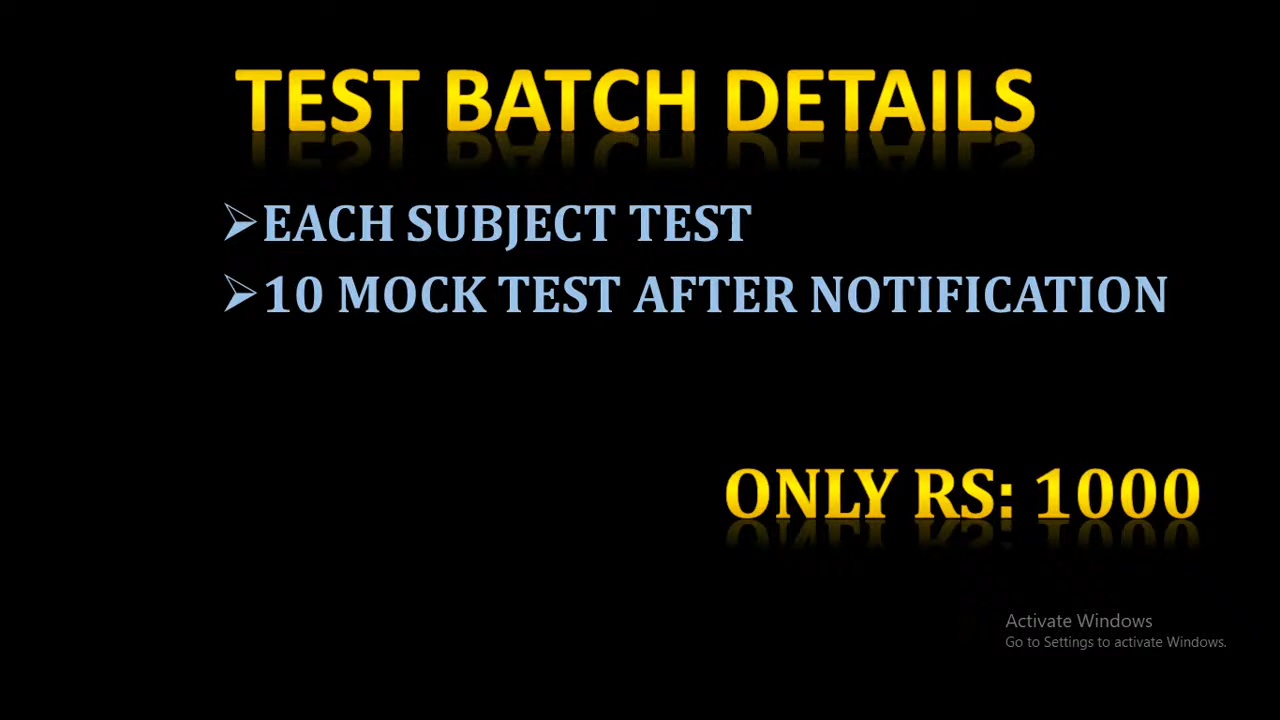 TEST BATCH DETAILS
➢EACH SUBJECT TEST
➢10 MOCK TEST AFTER NOTIFICATION
ONLY RS: 1000
Activate Windows
Go to Settings to activate Windows.